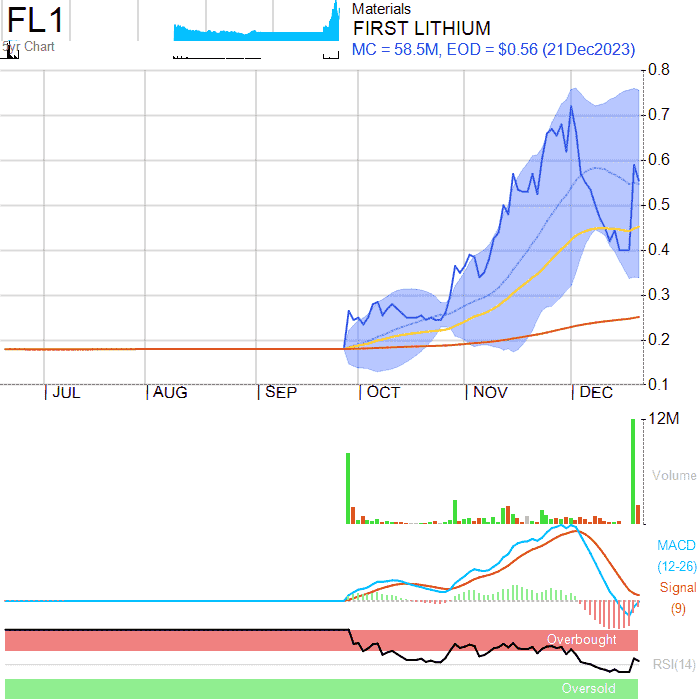 FL1
Materials
FIRST LITHIUM
5yr Chart
MC = 58.5M, EOD = $0.56 (21Dec2023)
0.8
0.7
0.6
0.5
0.4
0.3
0.2
0.1
JUL AUG SEP OCT NOV DEC
12M
Volume
MACD
(12-26)
Signal
(9)
Overbought
RSI(14)
Oversold